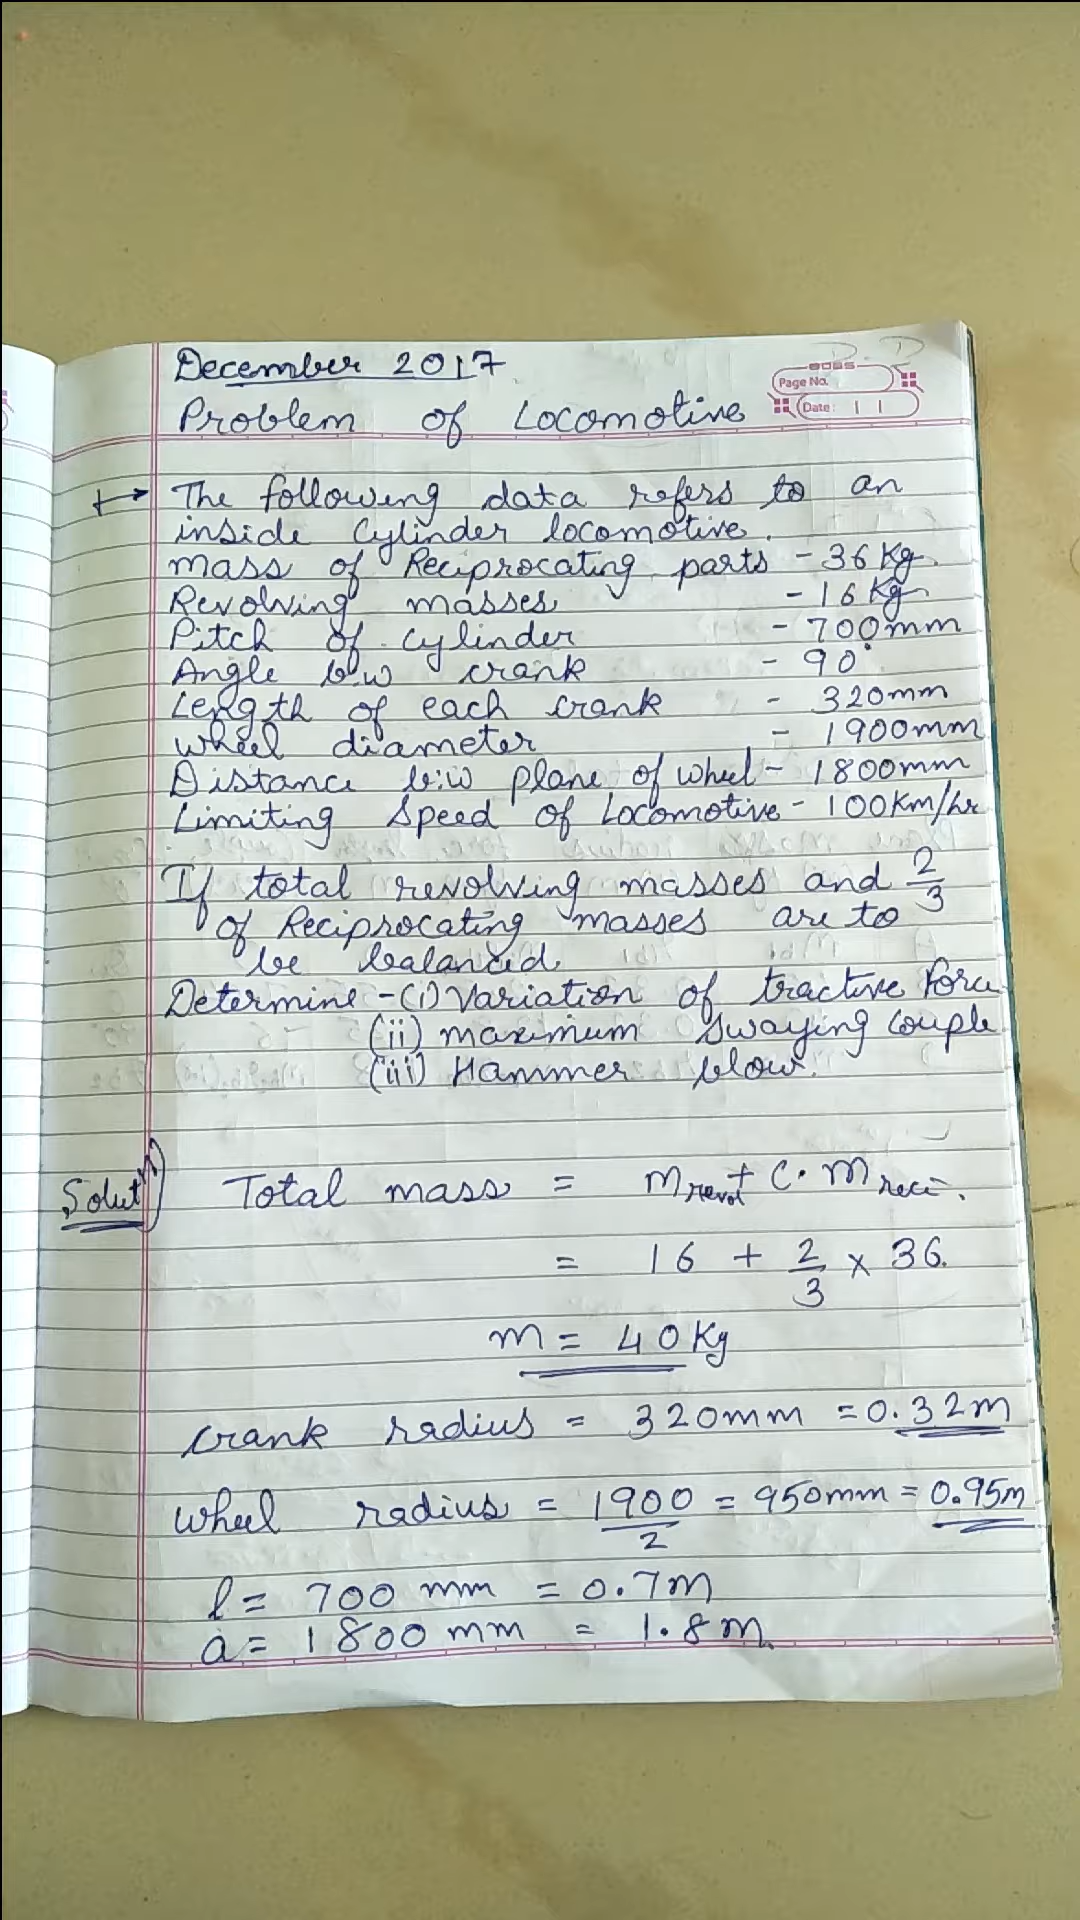 December 2017
Page No.
Date: | |
Problem of Locomotive
The following data refers to an
inside Cylinder locomotive.
mass of Reciprocating parts - 36 Kg.
Revolving masses - 16 Kg
Pitch of cylinder - 700mm
Angle b/w crank - 90°
Length of each crank - 320mm
wheel diameter - 1900mm
Distance b/w plane of wheel - 1800mm
Limiting Speed of Locomotive - 100Km/hr
If total revolving masses and 2/3
of Reciprocating masses are to
be balanced.
Determine - (i) Variation of tractive force
(ii) maximum Swaying couple
(iii) Hammer blow.
Solutn) Total mass = mrevol + C. mreci.
= 16 + 2/3 x 36.
m = 40 Kg
crank radius = 320mm = 0.32m
wheel radius = 1900/2 = 950mm = 0.95m
l = 700 mm = 0.7m
a = 1800 mm = 1.8m.